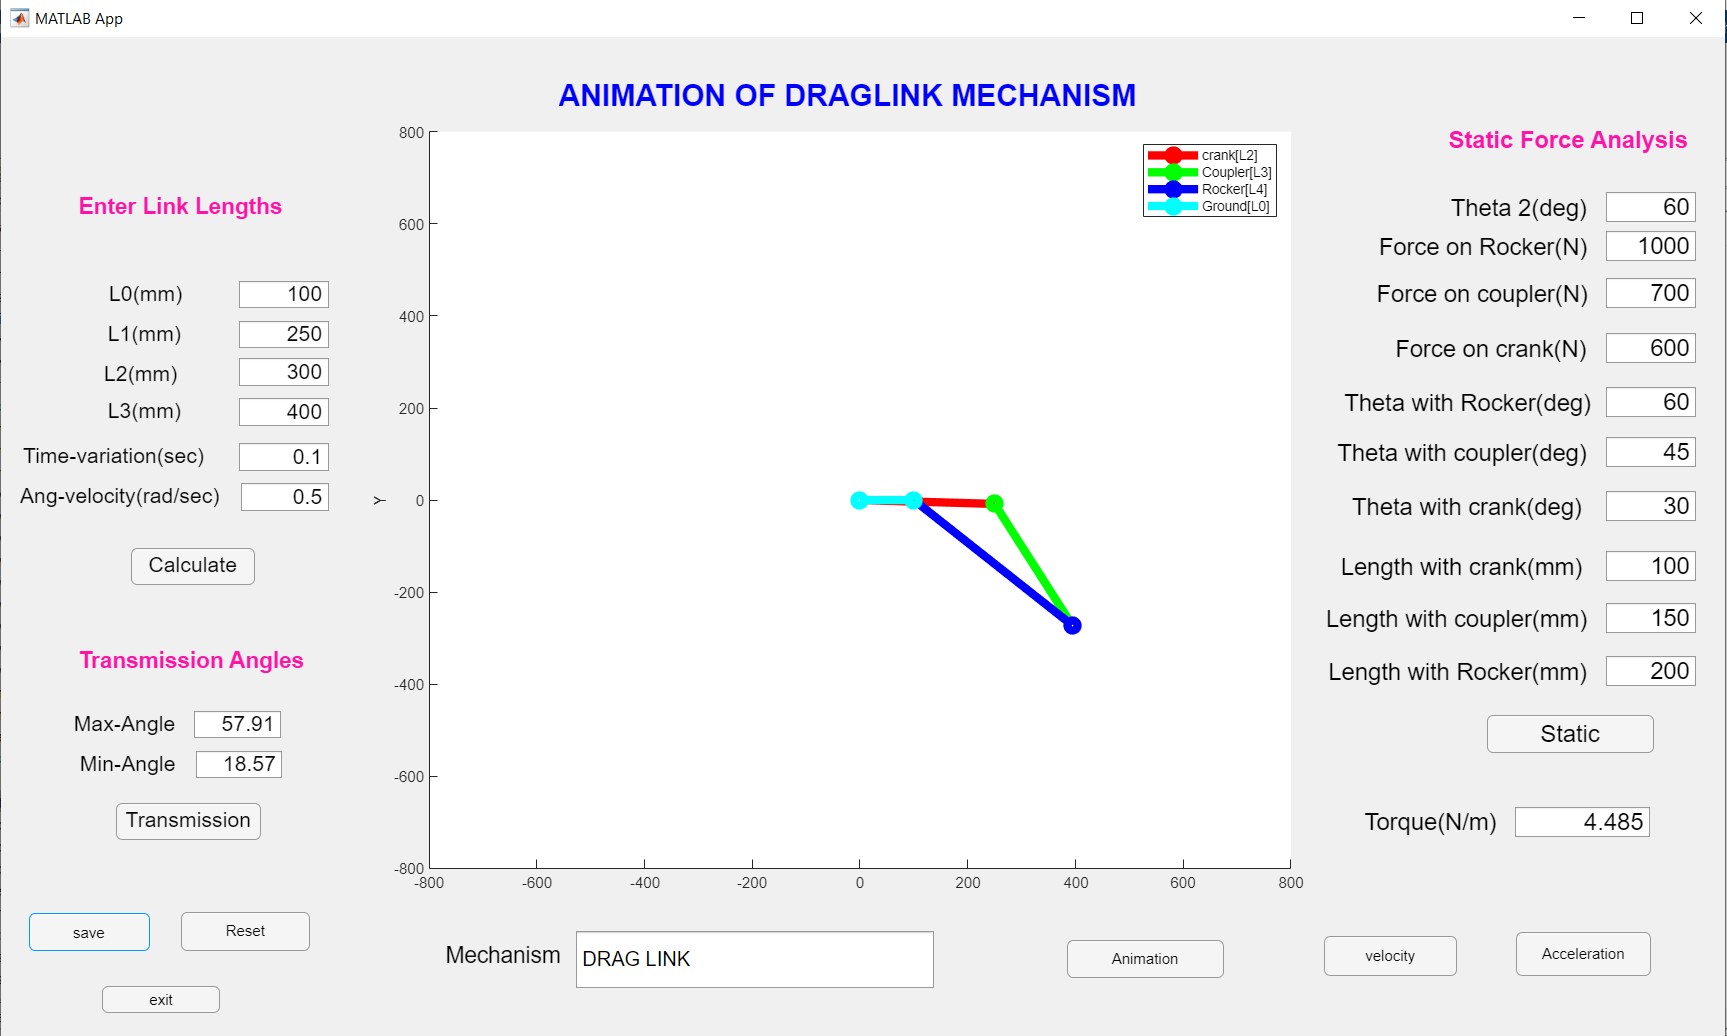 MATLAB App
ANIMATION OF DRAGLINK MECHANISM
Enter Link Lengths
L0(mm) 100
L1(mm) 250
L2(mm) 300
L3(mm) 400
Time-variation(sec) 0.1
Ang-velocity(rad/sec) 0.5
Calculate
Transmission Angles
Max-Angle 57.91
Min-Angle 18.57
Transmission
save Reset
exit
800
600
400
200
0
-200
-400
-600
-800
Y
-800 -600 -400 -200 0 200 400 600 800
crank[L2]
Coupler[L3]
Rocker[L4]
Ground[L0]
Mechanism DRAG LINK
Animation velocity Acceleration
Static Force Analysis
Theta 2(deg) 60
Force on Rocker(N) 1000
Force on coupler(N) 700
Force on crank(N) 600
Theta with Rocker(deg) 60
Theta with coupler(deg) 45
Theta with crank(deg) 30
Length with crank(mm) 100
Length with coupler(mm) 150
Length with Rocker(mm) 200
Static
Torque(N/m) 4.485